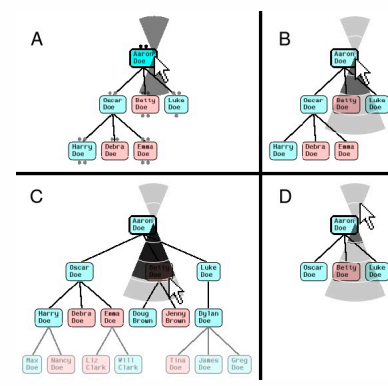 A
Aaron
Doe
Oscar
Doe
Betty
Doe
Luke
Doe
Harry
Doe
Debra
Doe
Emma
Doe
B
Aaron
Doe
Oscar
Doe
Betty
Doe
Luke
Doe
Harry
Doe
Debra
Doe
Emma
Doe
C
Aaron
Doe
Oscar
Doe
Betty
Luke
Doe
Harry
Doe
Debra
Doe
Emma
Doe
Doug
Brown
Jenny
Brown
Dylan
Doe
Max
Doe
Nancy
Doe
Liz
Clark
Will
Clark
Tina
Doe
James
Doe
Greg
Doe
D
Aaron
Doe
Oscar
Doe
Betty
Doe
Luke
Doe